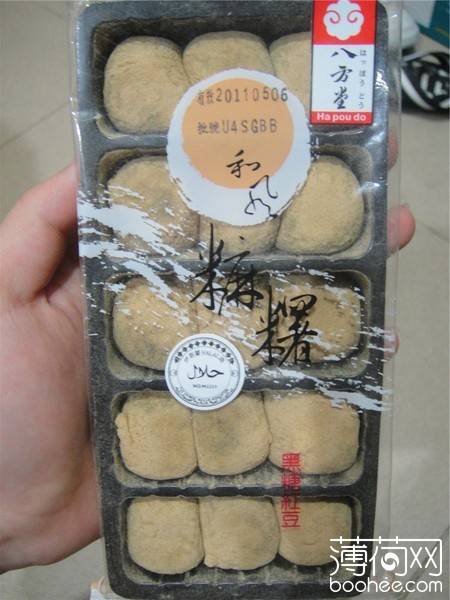 八方堂
はっぽうどう
Ha pou do
有效20110506
批號U4SGBB
和風
麻糬
HALAL
حلال
黑糖紅豆
薄荷网
boohee.com